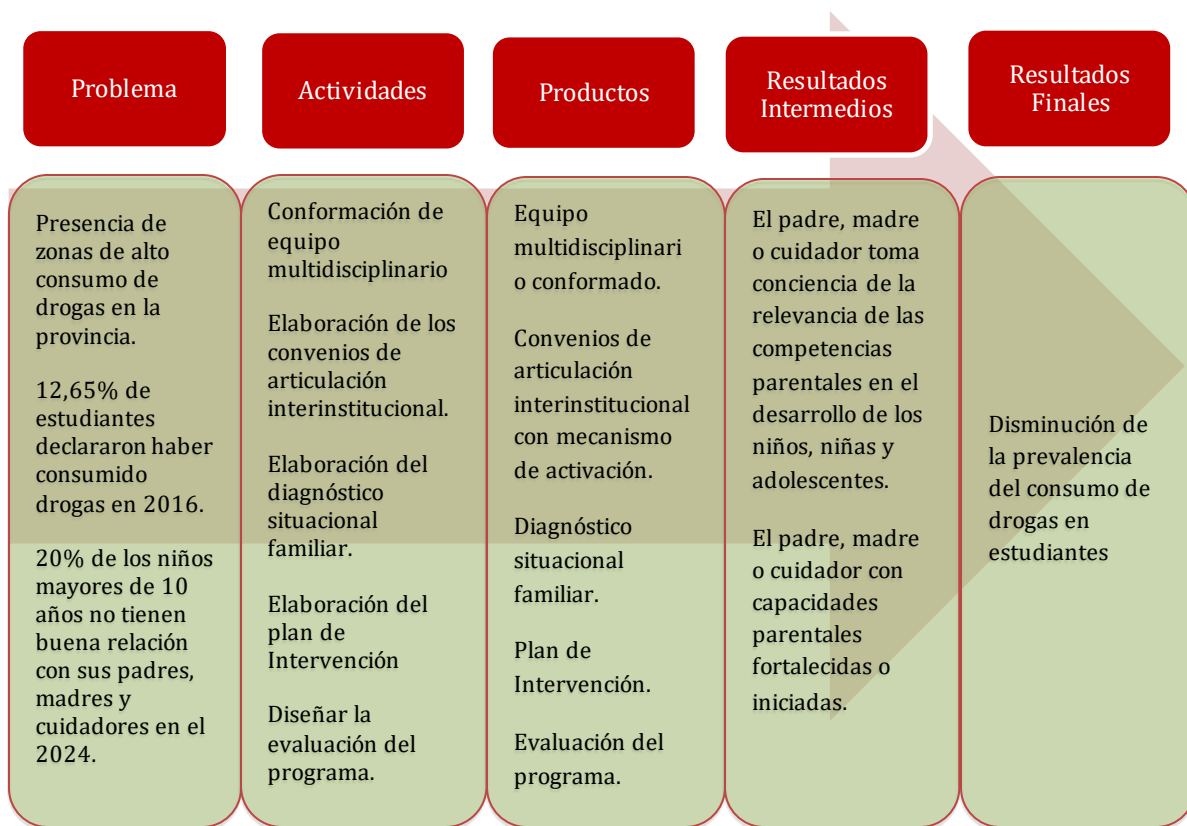 Problema
Presencia de
zonas de alto
consumo de
drogas en la
provincia.
12,65% de
estudiantes
declararon haber
consumido
drogas en 2016.
20% de los niños
mayores de 10
años no tienen
buena relación
con sus padres,
madres y
cuidadores en el
2024.
Actividades
Conformación de
equipo
multidisciplinario
Elaboración de los
convenios de
articulación
interinstitucional.
Elaboración del
diagnóstico
situacional
familiar.
Elaboración del
plan de
Intervención
Diseñar la
evaluación del
programa.
Productos
Equipo
multidisciplinari
o conformado.
Convenios de
articulación
interinstitucional
con mecanismo
de activación.
Diagnóstico
situacional
familiar.
Plan de
Intervención.
Evaluación del
programa.
Resultados
Intermedios
El padre, madre
o cuidador toma
conciencia de la
relevancia de las
competencias
parentales en el
desarrollo de los
niños, niñas y
adolescentes.
El padre, madre
o cuidador con
capacidades
parentales
fortalecidas o
iniciadas.
Resultados
Finales
Disminución de
la prevalencia
del consumo de
drogas en
estudiantes